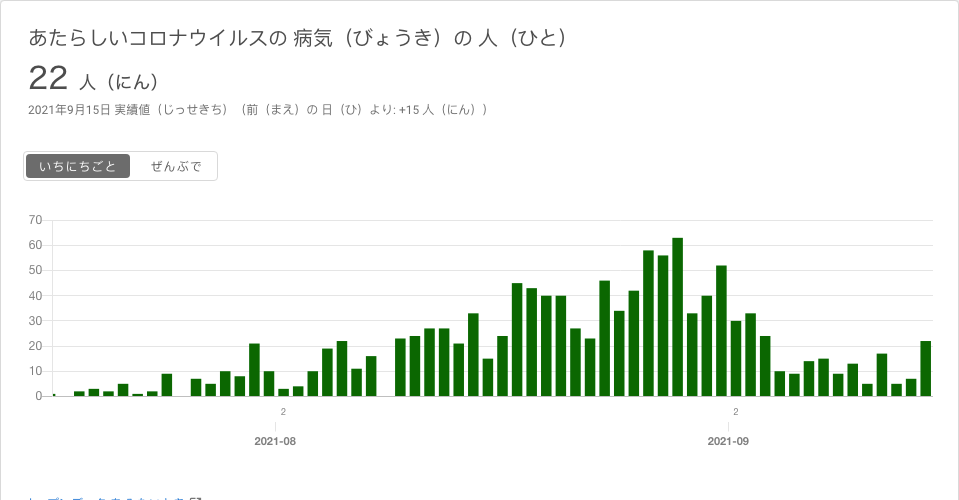 あたらしいコロナウイルスの 病気（びょうき）の 人（ひと）
22 人（にん）
2021年9月15日 実績値（じっせきち）（前（まえ）の 日（ひ）より: +15 人（にん））
いちにちごと ぜんぶで
70
60
50
40
30
20
10
0
2 2
2021-08 2021-09